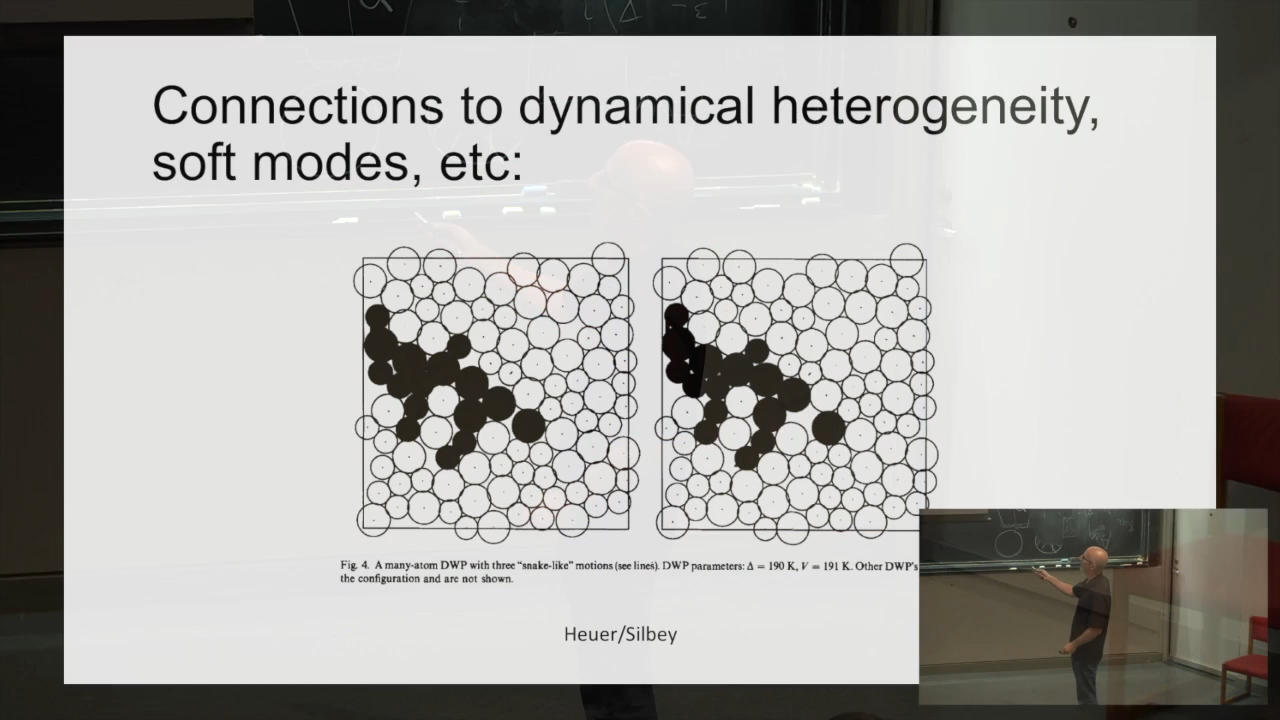 Connections to dynamical heterogeneity,
soft modes, etc:
Fig. 4. A many-atom DWP with three "snake-like" motions (see lines). DWP parameters: Δ = 190 K, V = 191 K. Other DWP's
the configuration and are not shown.
Heuer/Silbey